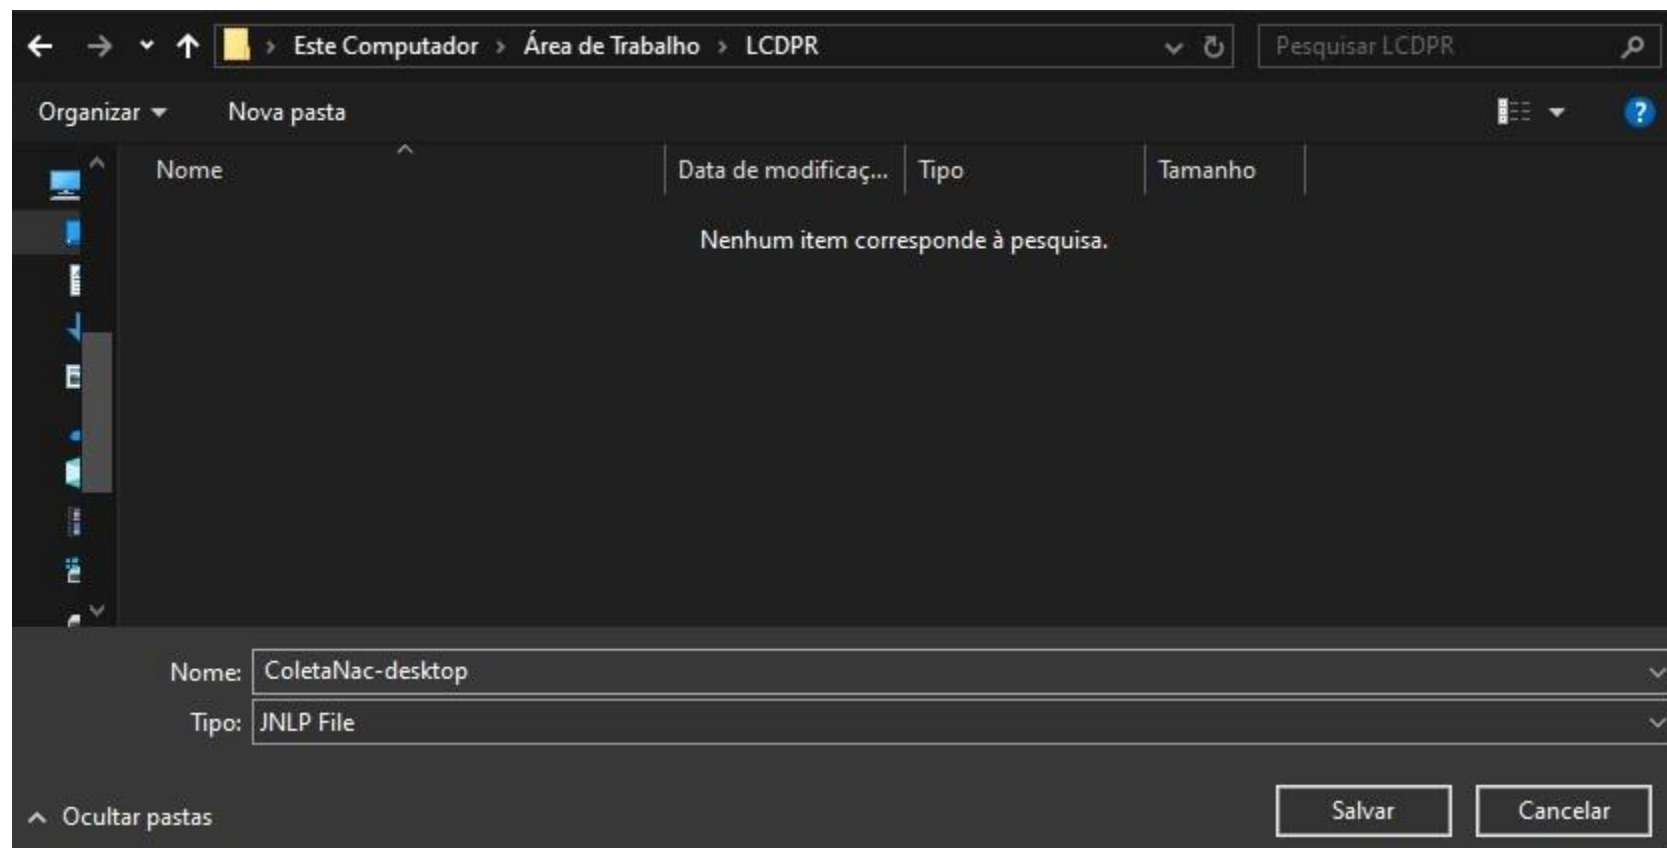 Este Computador > Área de Trabalho > LCDPR
Pesquisar LCDPR
Organizar
Nova pasta
?
Nome
Data de modificaç...
Tipo
Tamanho
Nenhum item corresponde à pesquisa.
Nome: ColetaNac-desktop
Tipo: JNLP File
Ocultar pastas
Salvar
Cancelar